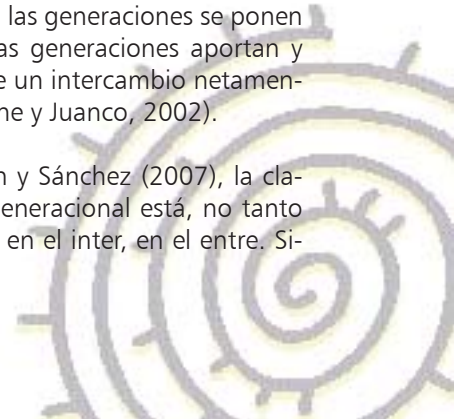 las generaciones se ponen
as generaciones aportan y
e un intercambio netamen-
ne y Juanco, 2002).
n y Sánchez (2007), la cla-
eneracional está, no tanto
en el inter, en el entre. Si-